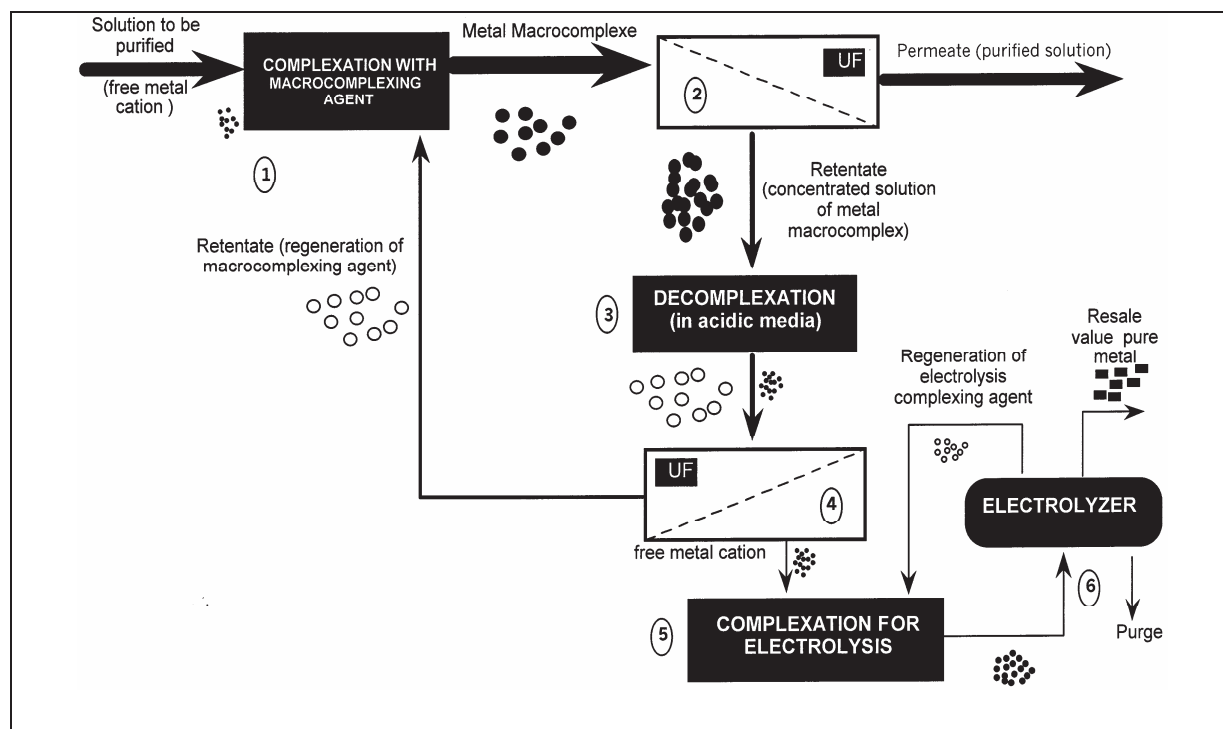 Solution to be
purified
(free metal
cation )
COMPLEXATION WITH
MACROCOMPLEXING
AGENT
Metal Macrocomplexe
UF
2
Permeate (purified solution)
1
Retentate
(concentrated solution
of metal
macrocomplex)
Retentate (regeneration of
macrocomplexing agent)
3
DECOMPLEXATION
(in acidic media)
Resale
value pure
metal
Regeneration of
electrolysis
complexing agent
UF
4
ELECTROLYZER
free metal cation
6
5
COMPLEXATION FOR
ELECTROLYSIS
Purge